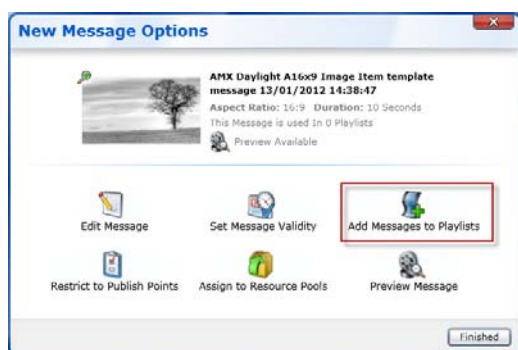 New Message Options
AMX Daylight A16x9 Image Item template
message 13/01/2012 14:38:47
Aspect Ratio: 16:9 Duration: 10 Seconds
This Message is used In 0 Playlists
Preview Available
Edit Message
Set Message Validity
Add Messages to Playlists
Restrict to Publish Points
Assign to Resource Pools
Preview Message
Finished